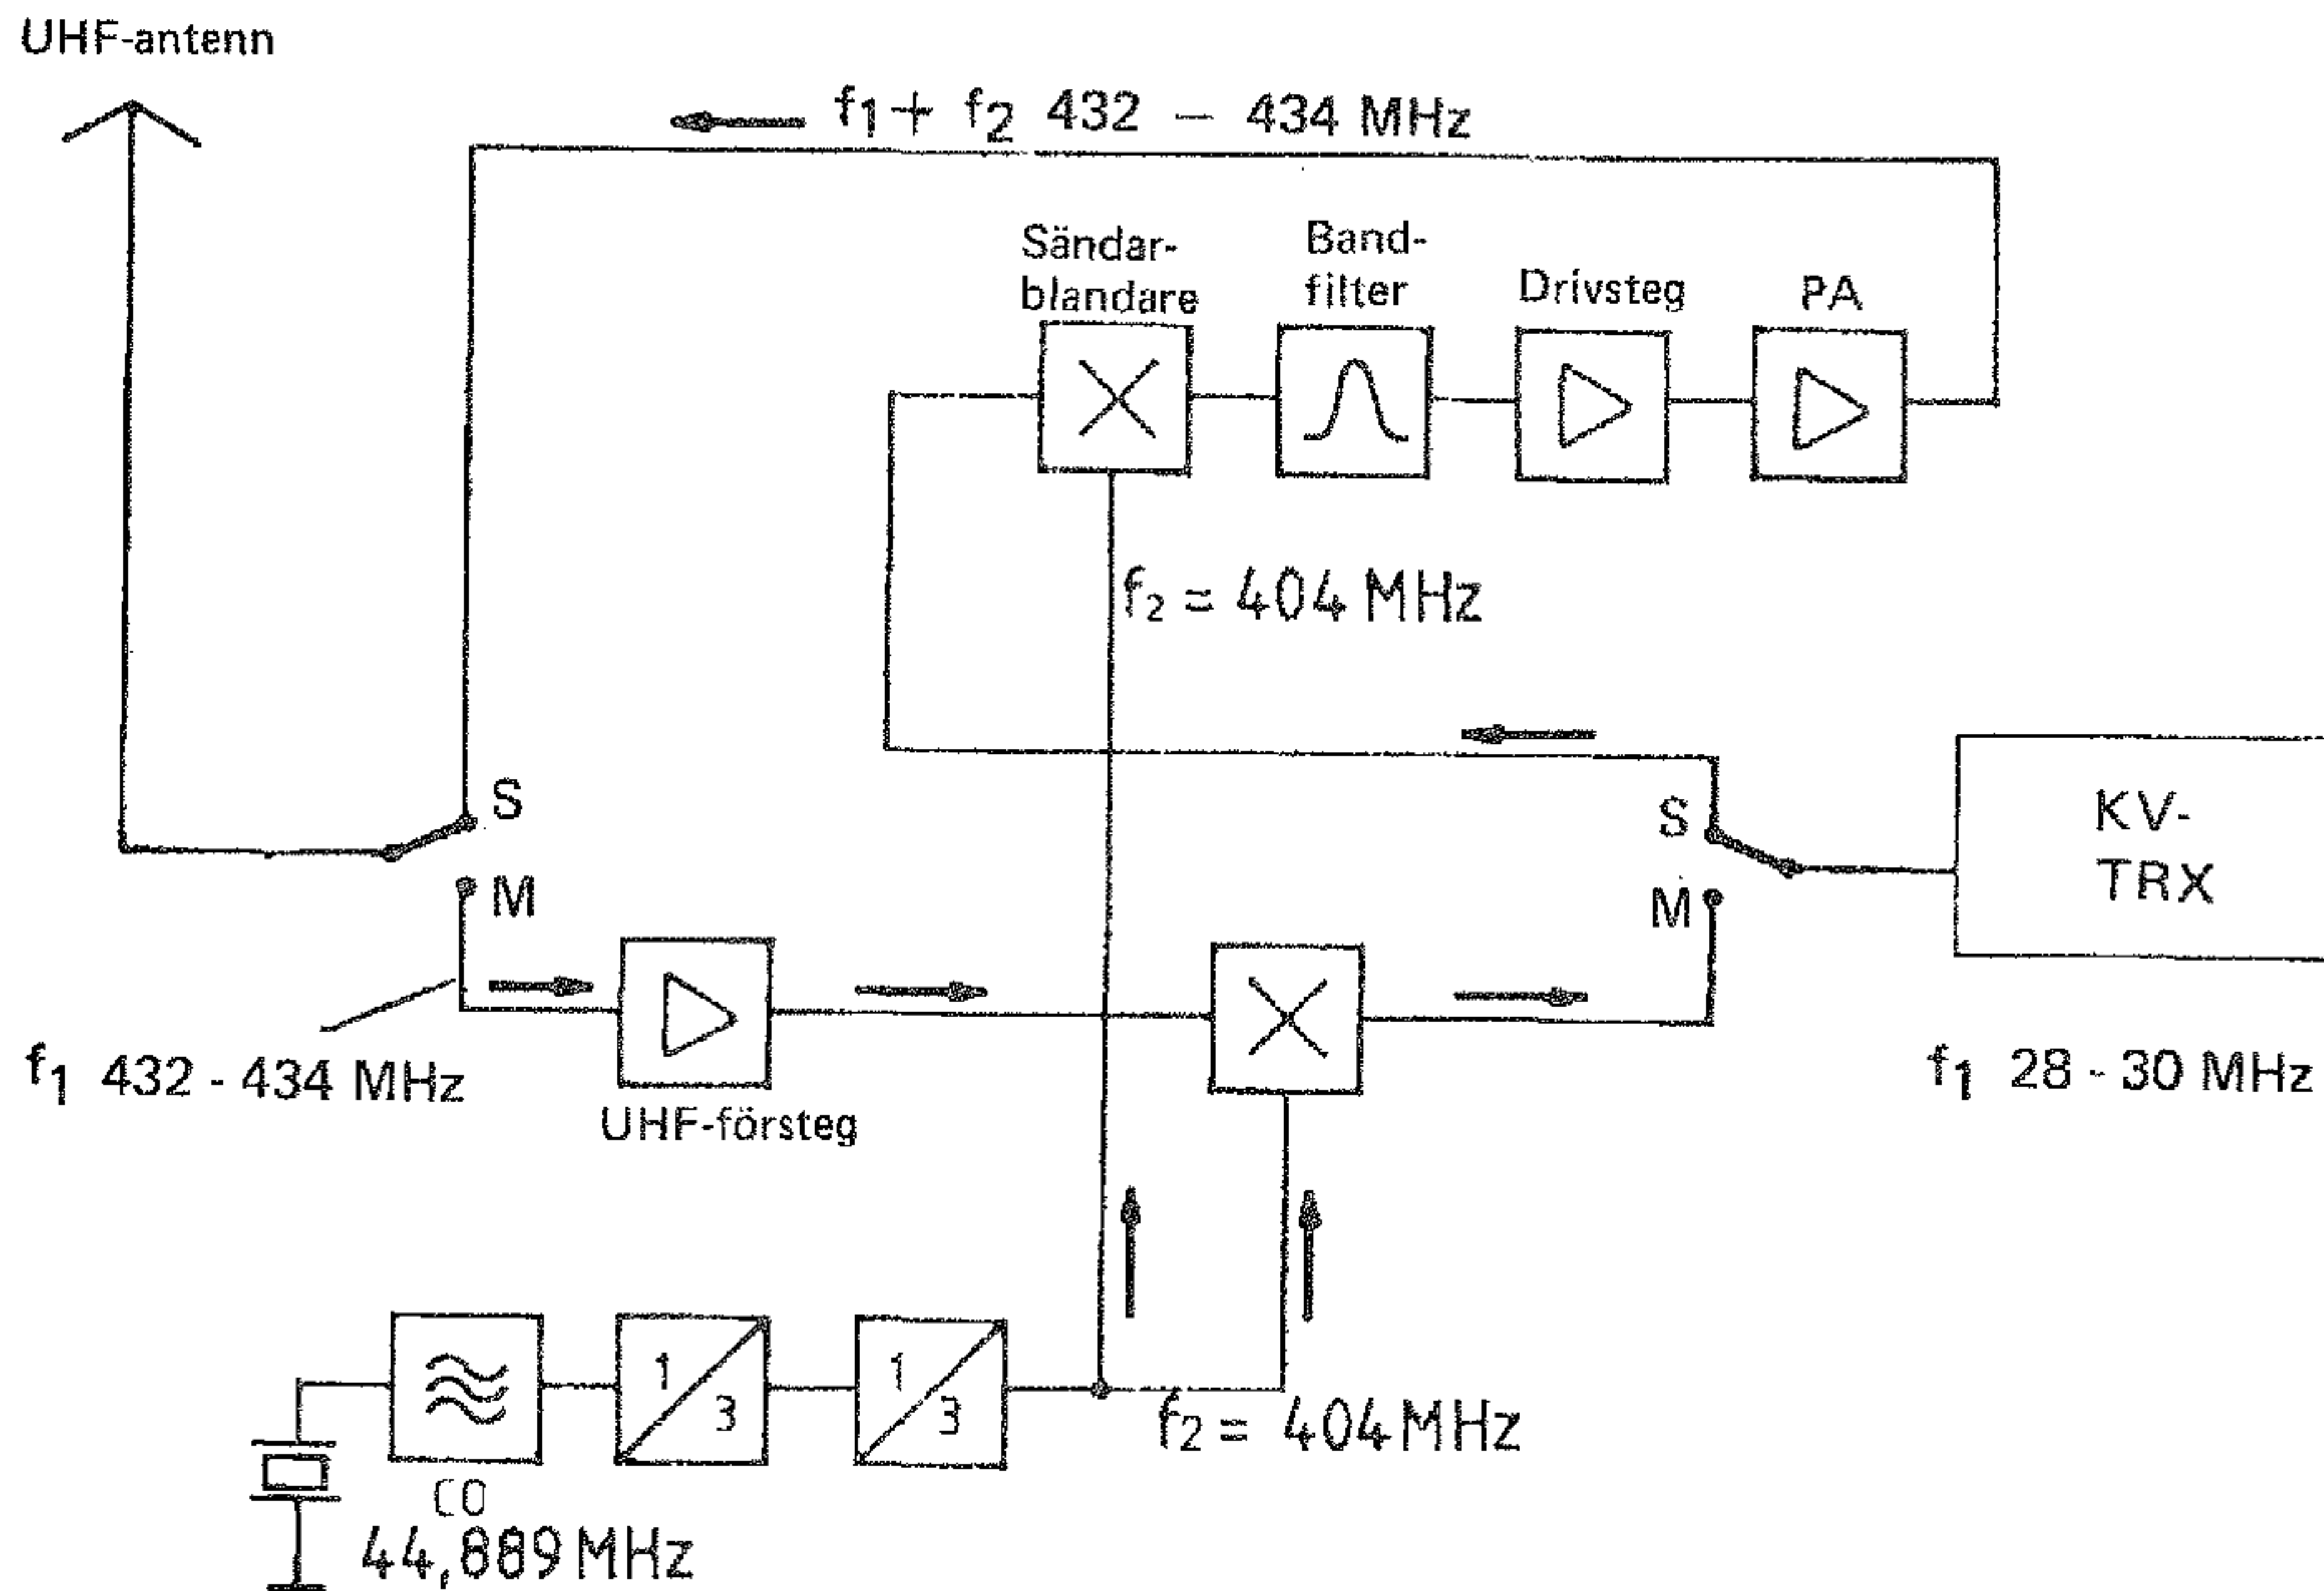 UHF-antenn
f1 + f2 432 – 434 MHz
Sändar-
blandare
Band-
filter
Drivsteg
PA
f2 = 404 MHz
S
M
S
M
KV-
TRX
f1 432 - 434 MHz
UHF-försteg
f1 28 - 30 MHz
1
3
1
3
f2 = 404 MHz
CO
44,889 MHz